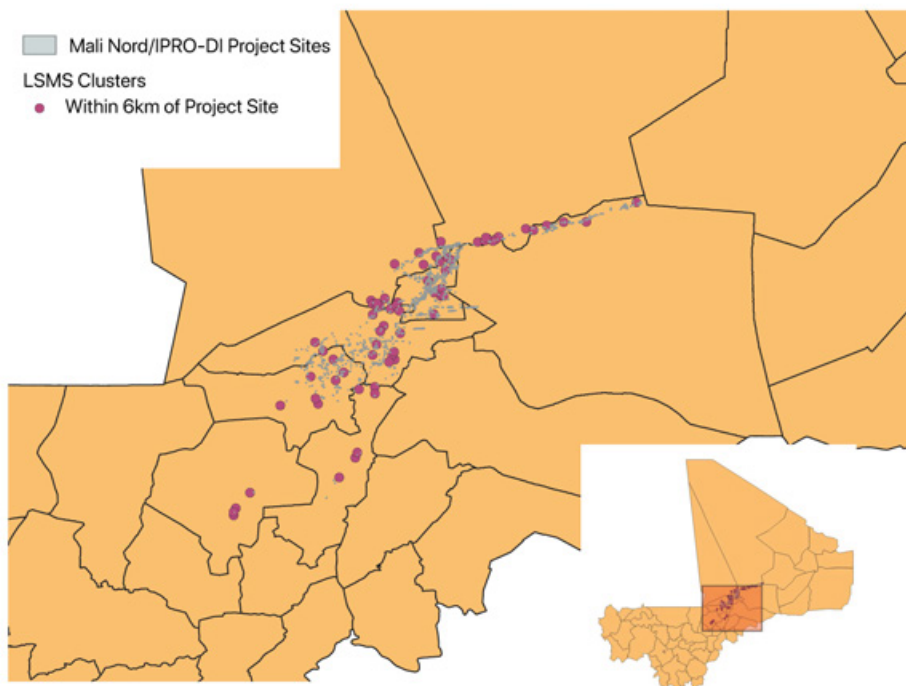 Mali Nord/IPRO-DI Project Sites
LSMS Clusters
Within 6km of Project Site